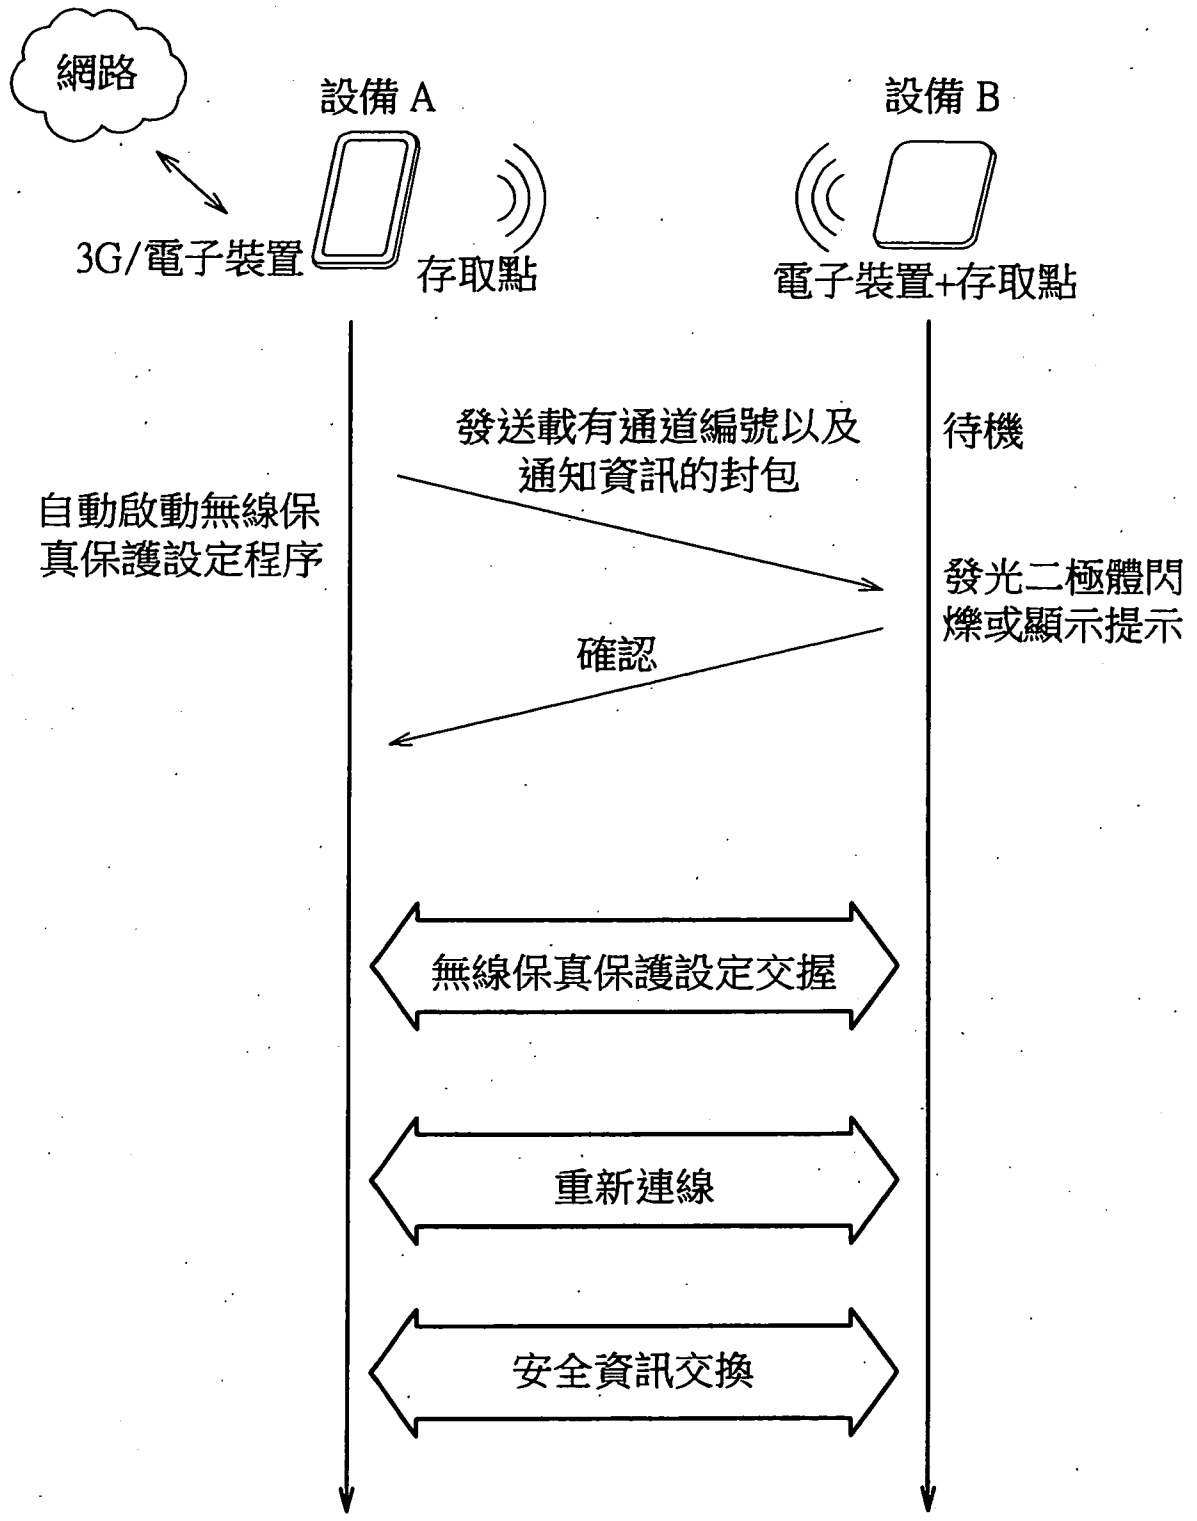 網路
設備 A
設備 B
3G/電子裝置
存取點
電子裝置+存取點
發送載有通道編號以及
通知資訊的封包
待機
自動啟動無線保
真保護設定程序
發光二極體閃
爍或顯示提示
確認
無線保真保護設定交握
重新連線
安全資訊交換